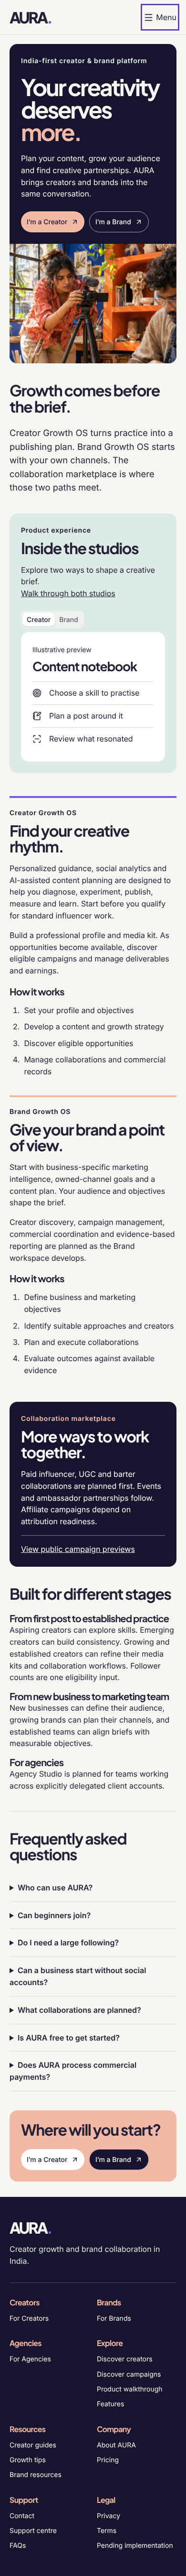 AURA.
Menu
India-first creator & brand platform
Your creativity
deserves
more.
Plan your content, grow your audience
and find creative partnerships. AURA
brings creators and brands into the
same conversation.
I'm a Creator ↗
I'm a Brand ↗
Growth comes before
the brief.
Creator Growth OS turns practice into a
publishing plan. Brand Growth OS starts
with your own channels. The
collaboration marketplace is where
those two paths meet.
Product experience
Inside the studios
Explore two ways to shape a creative
brief.
Walk through both studios
Creator
Brand
Illustrative preview
Content notebook
Choose a skill to practise
Plan a post around it
Review what resonated
Creator Growth OS
Find your creative
rhythm.
Personalized guidance, social analytics and
AI-assisted content planning are designed to
help you diagnose, experiment, publish,
measure and learn. Start before you qualify
for standard influencer work.
Build a professional profile and media kit. As
opportunities become available, discover
eligible campaigns and manage deliverables
and earnings.
How it works
1. Set your profile and objectives
2. Develop a content and growth strategy
3. Discover eligible opportunities
4. Manage collaborations and commercial
records
Brand Growth OS
Give your brand a point
of view.
Start with business-specific marketing
intelligence, owned-channel goals and a
content plan. Your audience and objectives
shape the brief.
Creator discovery, campaign management,
commercial coordination and evidence-based
reporting are planned as the Brand
workspace develops.
How it works
1. Define business and marketing
objectives
2. Identify suitable approaches and creators
3. Plan and execute collaborations
4. Evaluate outcomes against available
evidence
Collaboration marketplace
More ways to work
together.
Paid influencer, UGC and barter
collaborations are planned first. Events
and ambassador partnerships follow.
Affiliate campaigns depend on
attribution readiness.
View public campaign previews
Built for different stages
From first post to established practice
Aspiring creators can explore skills. Emerging
creators can build consistency. Growing and
established creators can refine their media
kits and collaboration workflows. Follower
counts are one eligibility input.
From new business to marketing team
New businesses can define their audience,
growing brands can plan their channels, and
established teams can align briefs with
measurable objectives.
For agencies
Agency Studio is planned for teams working
across explicitly delegated client accounts.
Frequently asked
questions
Who can use AURA?
Can beginners join?
Do I need a large following?
Can a business start without social
accounts?
What collaborations are planned?
Is AURA free to get started?
Does AURA process commercial
payments?
Where will you start?
I'm a Creator ↗
I'm a Brand ↗
AURA.
Creator growth and brand collaboration in
India.
Creators
For Creators
Brands
For Brands
Agencies
For Agencies
Explore
Discover creators
Discover campaigns
Product walkthrough
Features
Resources
Creator guides
Growth tips
Brand resources
Company
About AURA
Pricing
Support
Contact
Support centre
FAQs
Legal
Privacy
Terms
Pending implementation